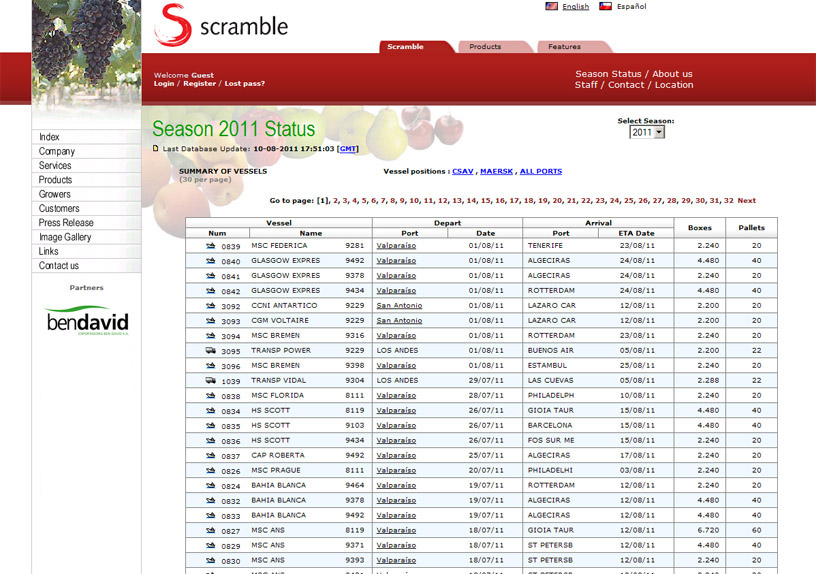 scramble
English Español
Scramble Products Features
Welcome Guest
Login / Register / Lost pass?
Season Status / About us
Staff / Contact / Location
Season 2011 Status
Last Database Update: 10-08-2011 17:51:03 [GMT]
Select Season:
2011
Index
Company
Services
Products
Growers
Customers
Press Release
Image Gallery
Links
Contact us
Partners
bendavid
SUMMARY OF VESSELS
(30 per page)
Vessel positions : CSAV , MAERSK , ALL PORTS
Go to page: [1], 2, 3, 4, 5, 6, 7, 8, 9, 10, 11, 12, 13, 14, 15, 16, 17, 18, 19, 20, 21, 22, 23, 24, 25, 26, 27, 28, 29, 30, 31, 32 Next
Vessel Depart Arrival Boxes Pallets
Num Name Port Date Port ETA Date
0839 MSC FEDERICA 9281 Valparaíso 01/08/11 TENERIFE 23/08/11 2.240 20
0840 GLASGOW EXPRES 9492 Valparaíso 01/08/11 ALGECIRAS 24/08/11 4.480 40
0841 GLASGOW EXPRES 9378 Valparaíso 01/08/11 ALGECIRAS 24/08/11 2.240 20
0842 GLASGOW EXPRES 9434 Valparaíso 01/08/11 ROTTERDAM 24/08/11 4.480 40
3092 CCNI ANTARTICO 9229 San Antonio 01/08/11 LAZARO CAR 12/08/11 2.200 20
3093 CGM VOLTAIRE 9229 San Antonio 01/08/11 LAZARO CAR 12/08/11 2.200 20
3094 MSC BREMEN 9316 Valparaíso 01/08/11 ROTTERDAM 23/08/11 2.240 20
3095 TRANSP POWER 9229 LOS ANDES 01/08/11 BUENOS AIR 05/08/11 2.200 22
3096 MSC BREMEN 9398 Valparaíso 01/08/11 ESTAMBUL 25/08/11 2.240 20
1039 TRANSP VIDAL 9304 LOS ANDES 29/07/11 LAS CUEVAS 05/08/11 2.288 22
0838 MSC FLORIDA 8111 Valparaíso 28/07/11 PHILADELPH 10/08/11 2.240 20
0834 HS SCOTT 8119 Valparaíso 26/07/11 GIOIA TAUR 15/08/11 4.480 40
0835 HS SCOTT 9103 Valparaíso 26/07/11 BARCELONA 15/08/11 4.480 40
0836 HS SCOTT 9434 Valparaíso 26/07/11 FOS SUR ME 15/08/11 2.240 20
0837 CAP ROBERTA 9492 Valparaíso 25/07/11 ALGECIRAS 17/08/11 2.240 20
0826 MSC PRAGUE 8111 Valparaíso 20/07/11 PHILADELHI 03/08/11 2.240 20
0824 BAHIA BLANCA 9464 Valparaíso 19/07/11 ROTTERDAM 12/08/11 2.240 20
0832 BAHIA BLANCA 9378 Valparaíso 19/07/11 ALGECIRAS 12/08/11 4.480 40
0833 BAHIA BLANCA 9492 Valparaíso 19/07/11 ALGECIRAS 12/08/11 4.480 40
0827 MSC ANS 8119 Valparaíso 18/07/11 GIOIA TAUR 12/08/11 6.720 60
0829 MSC ANS 9371 Valparaíso 18/07/11 ST PETERSB 12/08/11 4.480 40
0830 MSC ANS 9393 Valparaíso 18/07/11 ST PETERSB 12/08/11 2.240 20